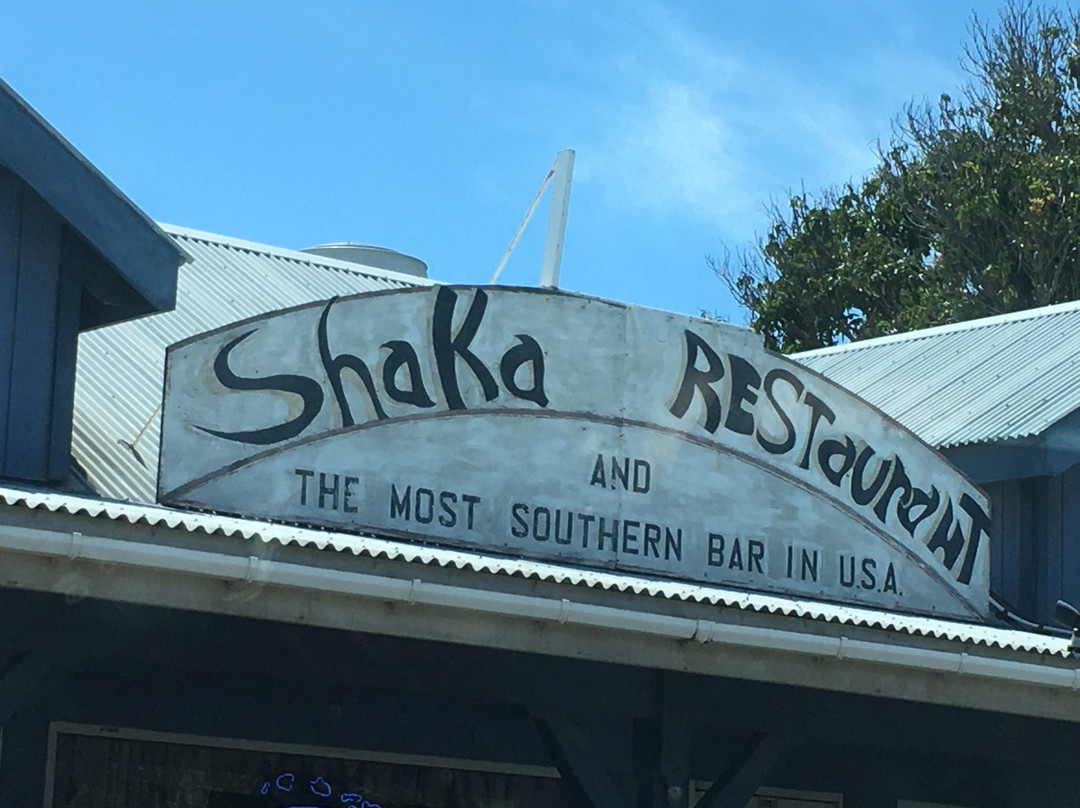 Shaka REStauraNT
AND
THE MOST SOUTHERN BAR IN U.S.A.